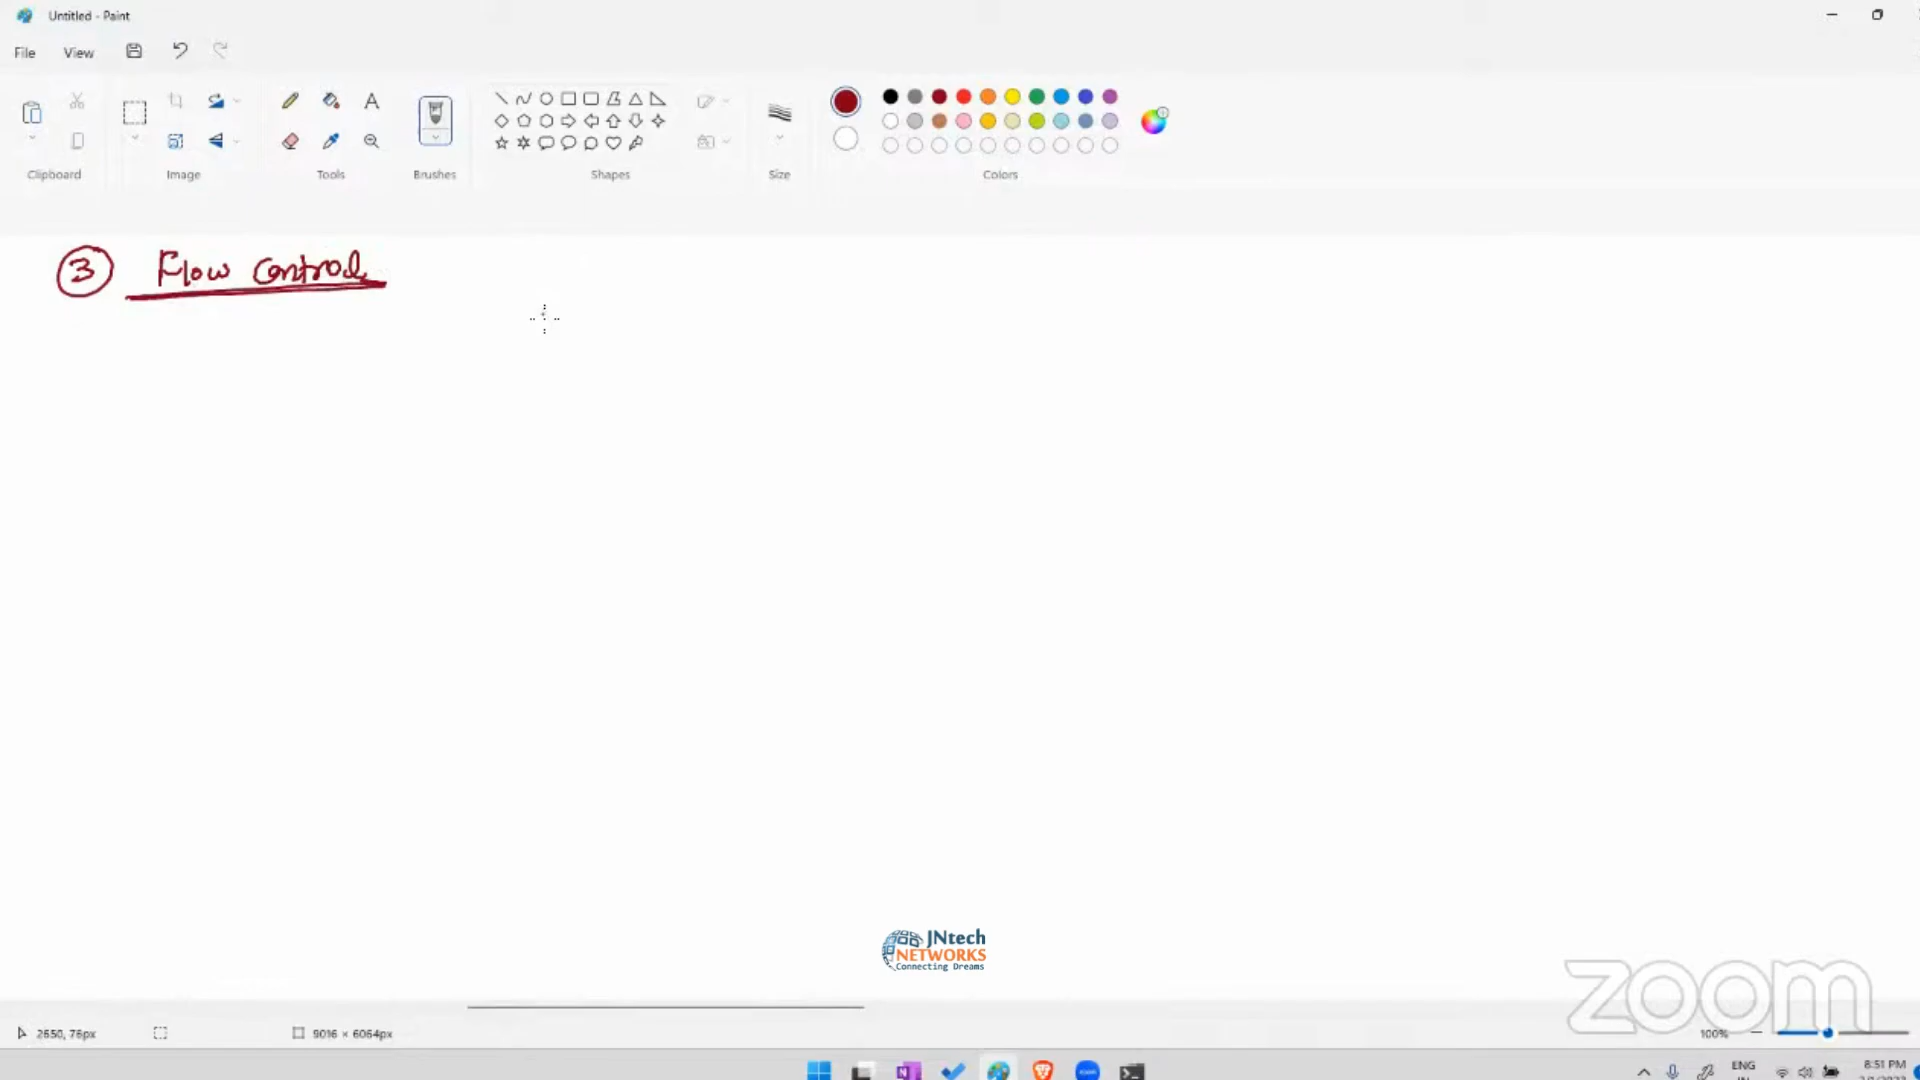 Untitled - Paint
File View
Clipboard Image Tools Brushes Shapes Size Colors
③ Flow Control
JNtech
NETWORKS
Connecting Dreams
zoom
2650, 76px 9016 × 6064px 100%
ENG 8:51 PM
IN